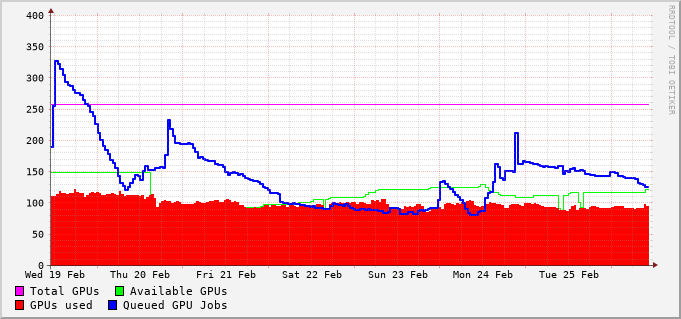 400
350
300
250
200
150
100
50
0
Wed 19 Feb Thu 20 Feb Fri 21 Feb Sat 22 Feb Sun 23 Feb Mon 24 Feb Tue 25 Feb
Total GPUs Available GPUs
GPUs used Queued GPU Jobs
RRDTOOL / TOBI OETIKER